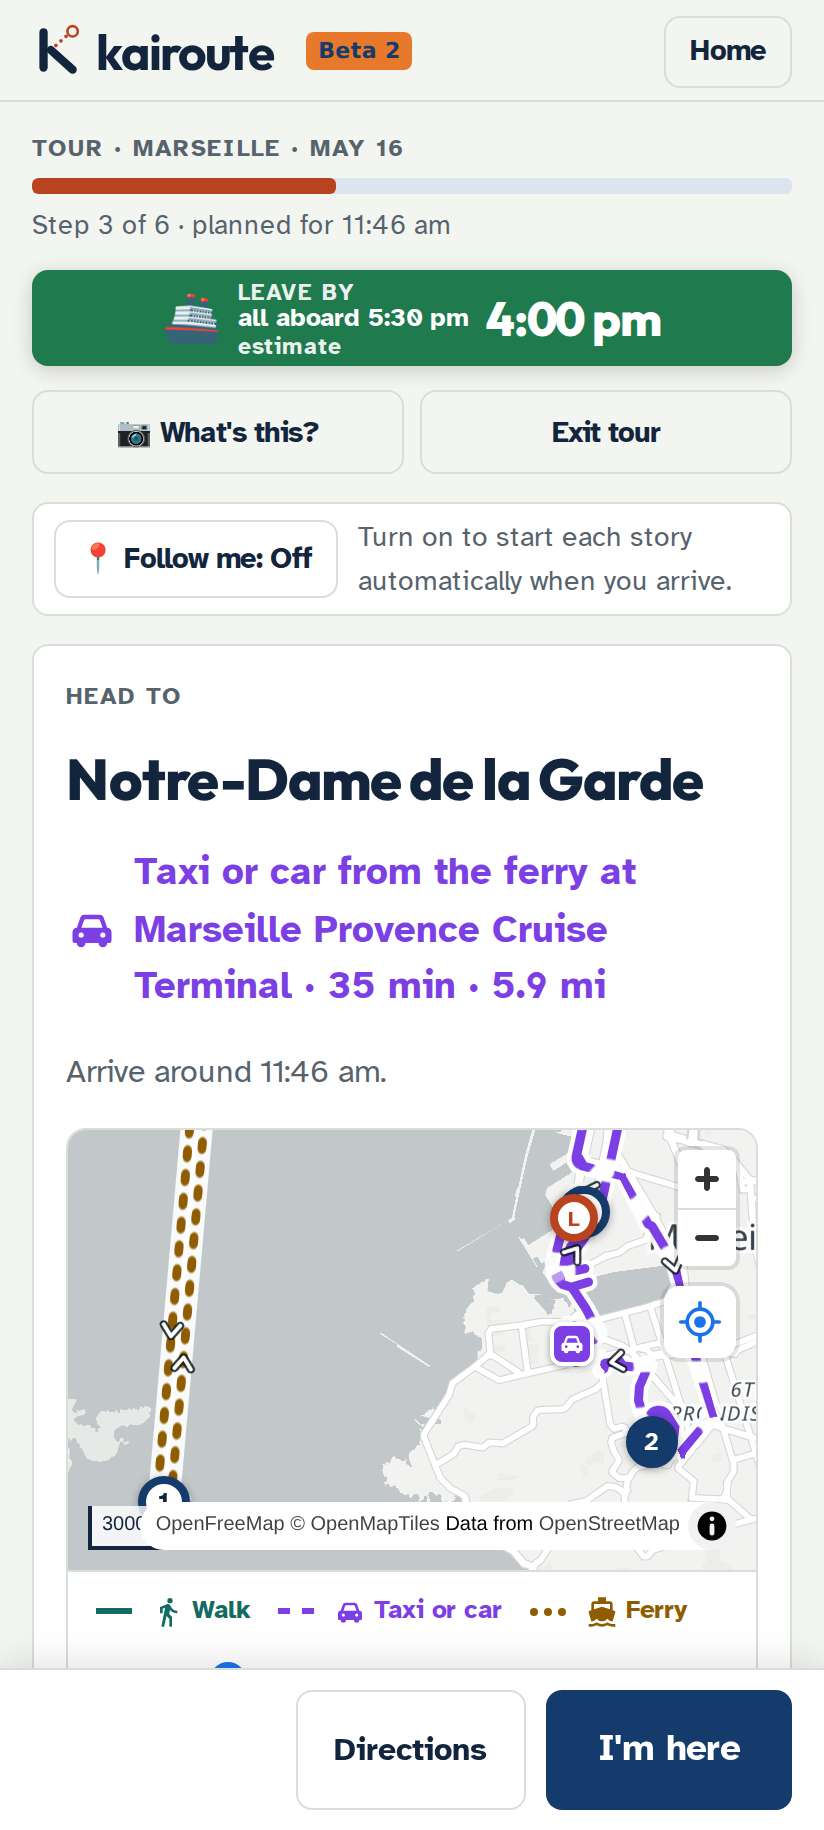 kairoute
Beta 2
Home
TOUR · MARSEILLE · MAY 16
Step 3 of 6 · planned for 11:46 am
LEAVE BY
all aboard 5:30 pm
estimate
4:00 pm
What's this?
Exit tour
Follow me: Off
Turn on to start each story
automatically when you arrive.
HEAD TO
Notre-Dame de la Garde
Taxi or car from the ferry at
Marseille Provence Cruise
Terminal · 35 min · 5.9 mi
Arrive around 11:46 am.
+
L
−
6T
2
1
3000
OpenFreeMap © OpenMapTiles Data from OpenStreetMap
Walk
Taxi or car
Ferry
Directions
I'm here